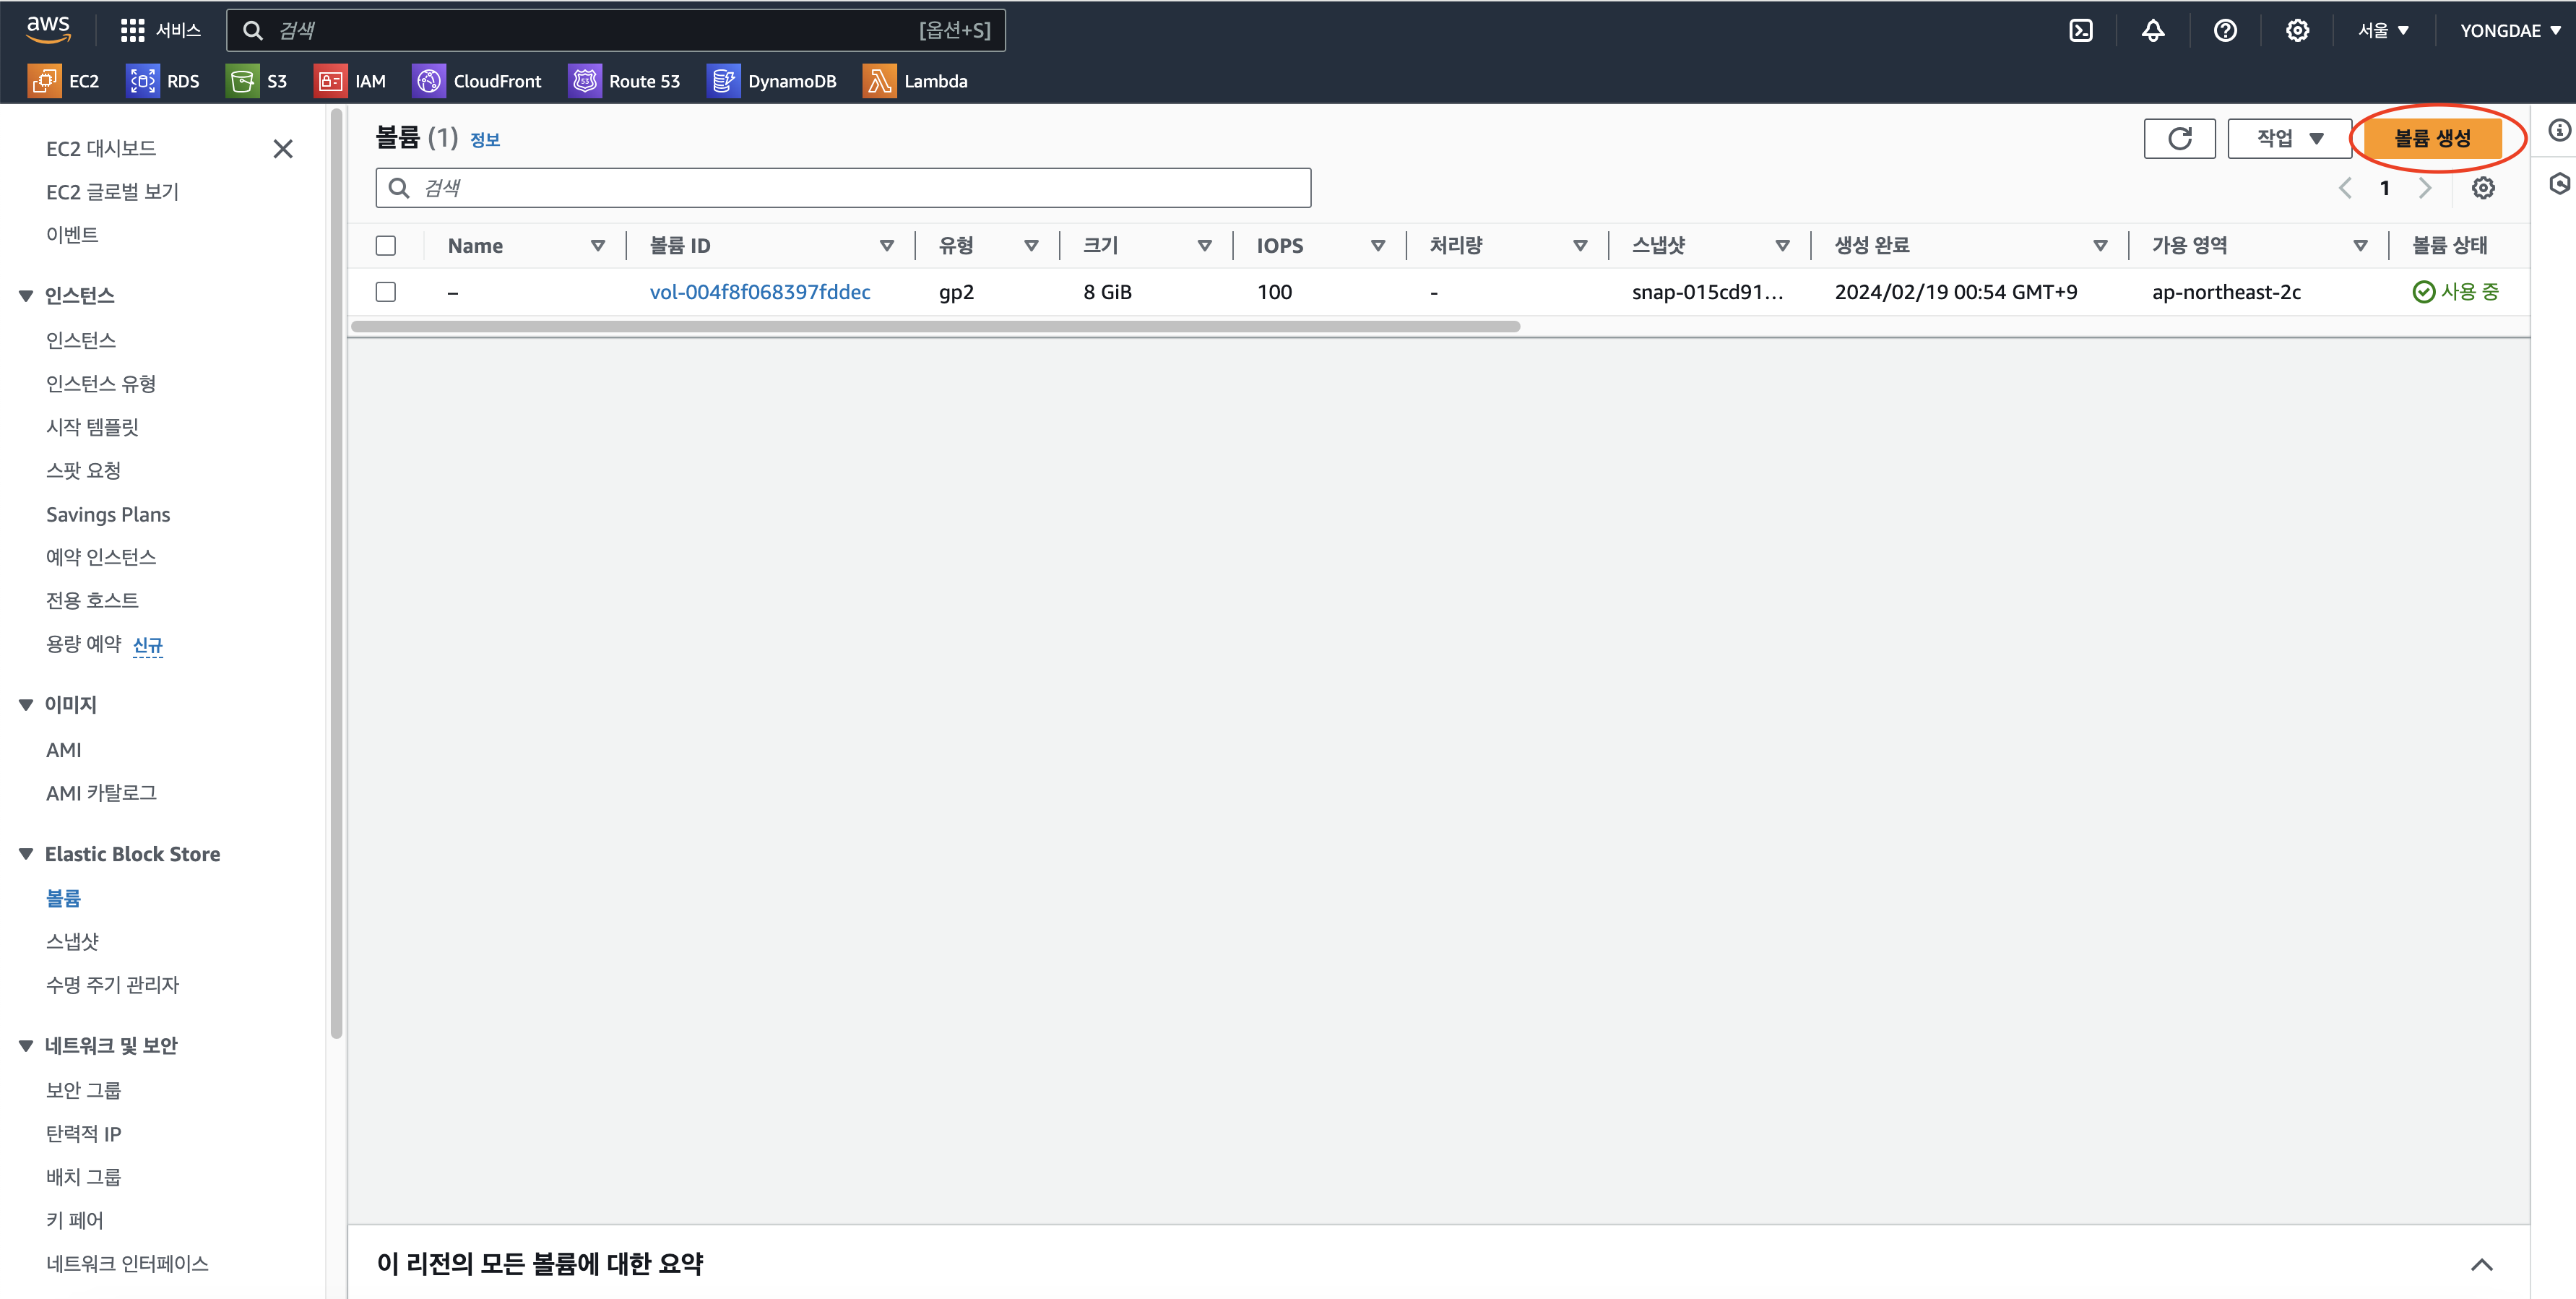 aws 서비스 검색 [옵션+S] 서울 YONGDAE
EC2 RDS S3 IAM CloudFront Route 53 DynamoDB Lambda
EC2 대시보드
EC2 글로벌 보기
이벤트
인스턴스
인스턴스
인스턴스 유형
시작 템플릿
스팟 요청
Savings Plans
예약 인스턴스
전용 호스트
용량 예약 신규
이미지
AMI
AMI 카탈로그
Elastic Block Store
볼륨
스냅샷
수명 주기 관리자
네트워크 및 보안
보안 그룹
탄력적 IP
배치 그룹
키 페어
네트워크 인터페이스
볼륨 (1) 정보 작업 볼륨 생성
검색 1
Name 볼륨 ID 유형 크기 IOPS 처리량 스냅샷 생성 완료 가용 영역 볼륨 상태
– vol-004f8f068397fddec gp2 8 GiB 100 - snap-015cd91... 2024/02/19 00:54 GMT+9 ap-northeast-2c 사용 중
이 리전의 모든 볼륨에 대한 요약